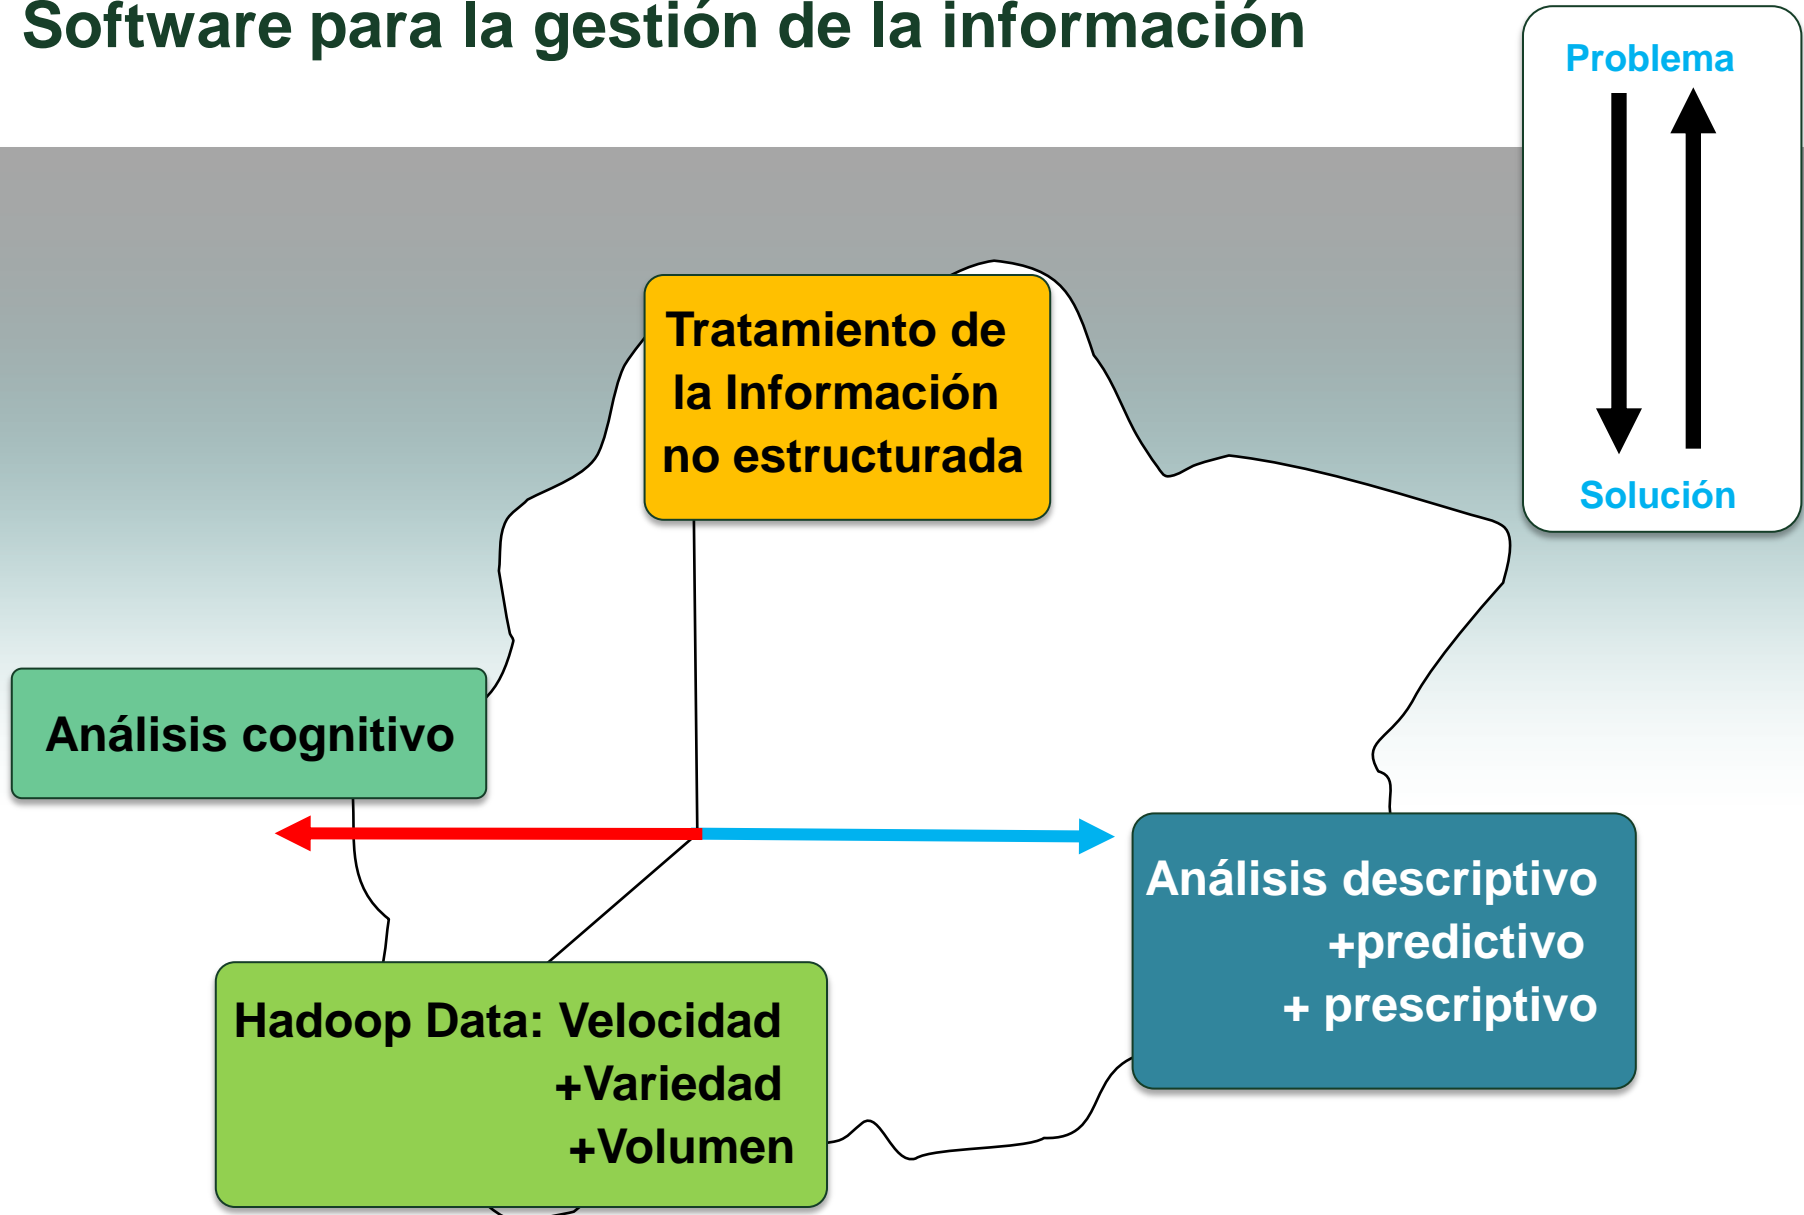 Software para la gestión de la información
Problema
Solución
Tratamiento de
la Información
no estructurada
Análisis cognitivo
Análisis descriptivo
+predictivo
+ prescriptivo
Hadoop Data: Velocidad
+Variedad
+Volumen